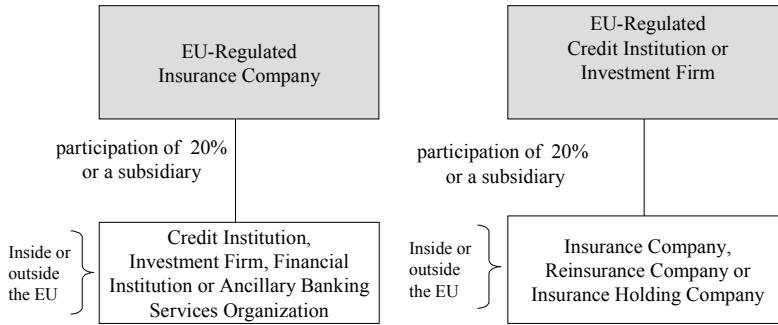 EU-Regulated
Insurance Company
participation of 20%
or a subsidiary
Inside or
outside
the EU
Credit Institution,
Investment Firm, Financial
Institution or Ancillary Banking
Services Organization
EU-Regulated
Credit Institution or
Investment Firm
participation of 20%
or a subsidiary
Inside or
outside
the EU
Insurance Company,
Reinsurance Company or
Insurance Holding Company